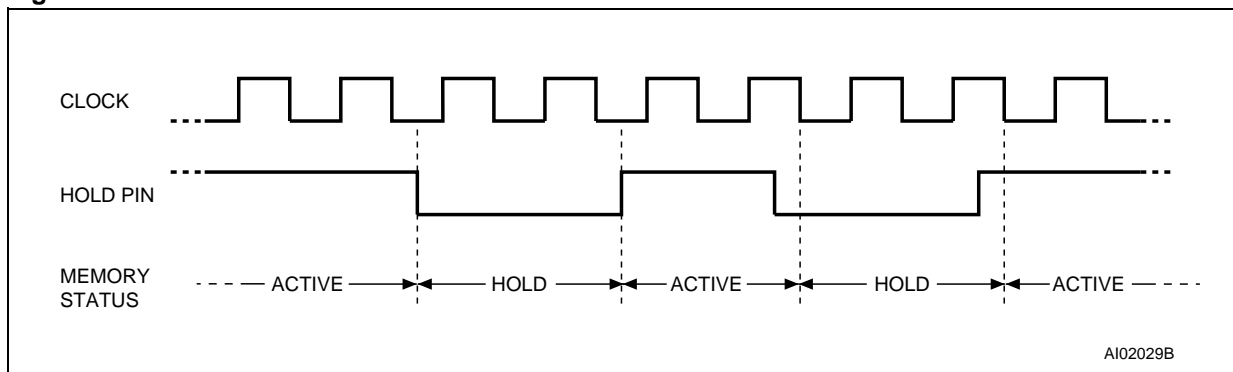 CLOCK
HOLD PIN
MEMORY
STATUS
ACTIVE HOLD ACTIVE HOLD ACTIVE
AI02029B